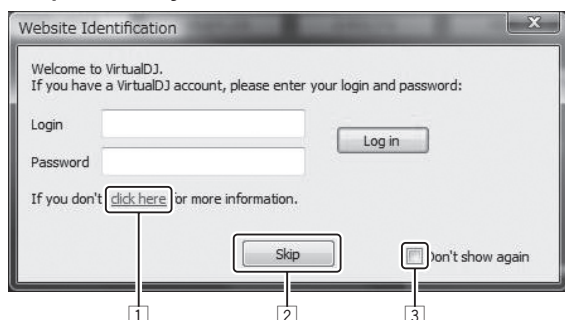 Website Identification
Welcome to VirtualDJ.
If you have a VirtualDJ account, please enter your login and password:
Login
Log in
Password
If you don't click here for more information.
Skip
Don't show again
1
2
3